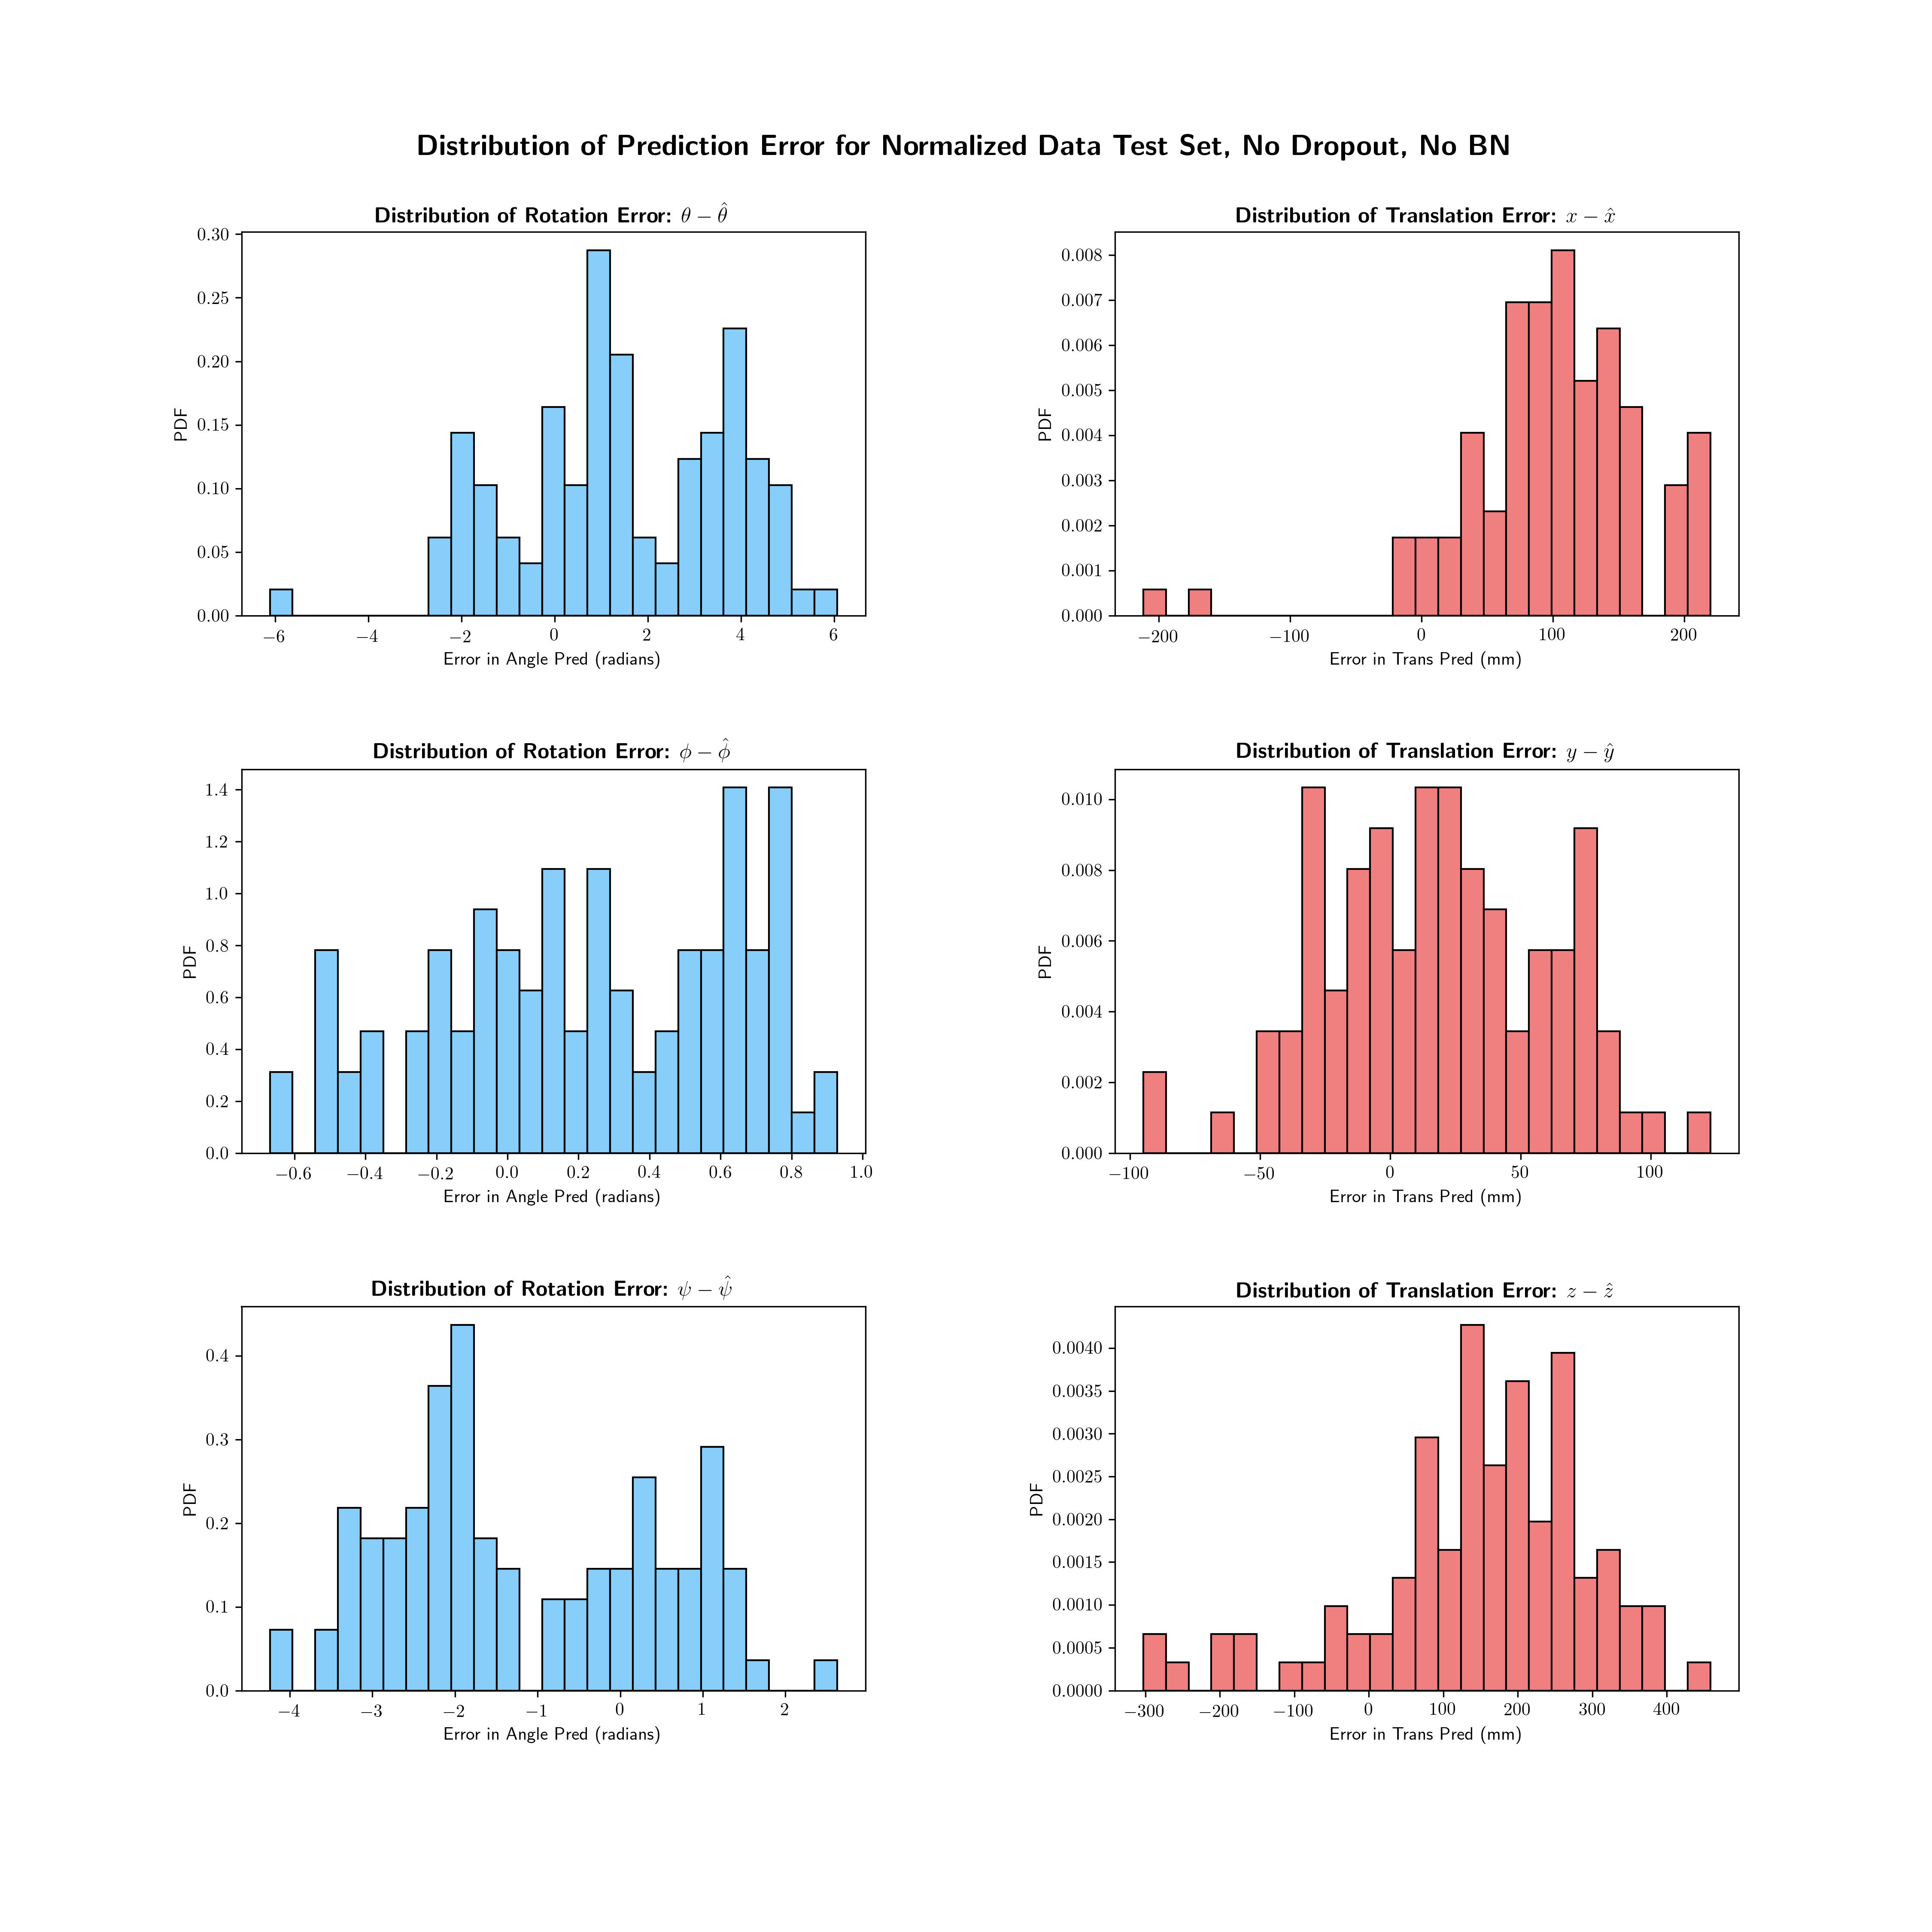 Distribution of Prediction Error for Normalized Data Test Set, No Dropout, No BN
Distribution of Rotation Error: θ − θ̂
0.30
0.25
0.20
0.15
0.10
0.05
0.00
PDF
−6 −4 −2 0 2 4 6
Error in Angle Pred (radians)
Distribution of Translation Error: x − x̂
0.008
0.007
0.006
0.005
0.004
0.003
0.002
0.001
0.000
PDF
−200 −100 0 100 200
Error in Trans Pred (mm)
Distribution of Rotation Error: ϕ − ϕ̂
1.4
1.2
1.0
0.8
0.6
0.4
0.2
0.0
PDF
−0.6 −0.4 −0.2 0.0 0.2 0.4 0.6 0.8 1.0
Error in Angle Pred (radians)
Distribution of Translation Error: y − ŷ
0.010
0.008
0.006
0.004
0.002
0.000
PDF
−100 −50 0 50 100
Error in Trans Pred (mm)
Distribution of Rotation Error: ψ − ψ̂
0.4
0.3
0.2
0.1
0.0
PDF
−4 −3 −2 −1 0 1 2
Error in Angle Pred (radians)
Distribution of Translation Error: z − ẑ
0.0040
0.0035
0.0030
0.0025
0.0020
0.0015
0.0010
0.0005
0.0000
PDF
−300 −200 −100 0 100 200 300 400
Error in Trans Pred (mm)